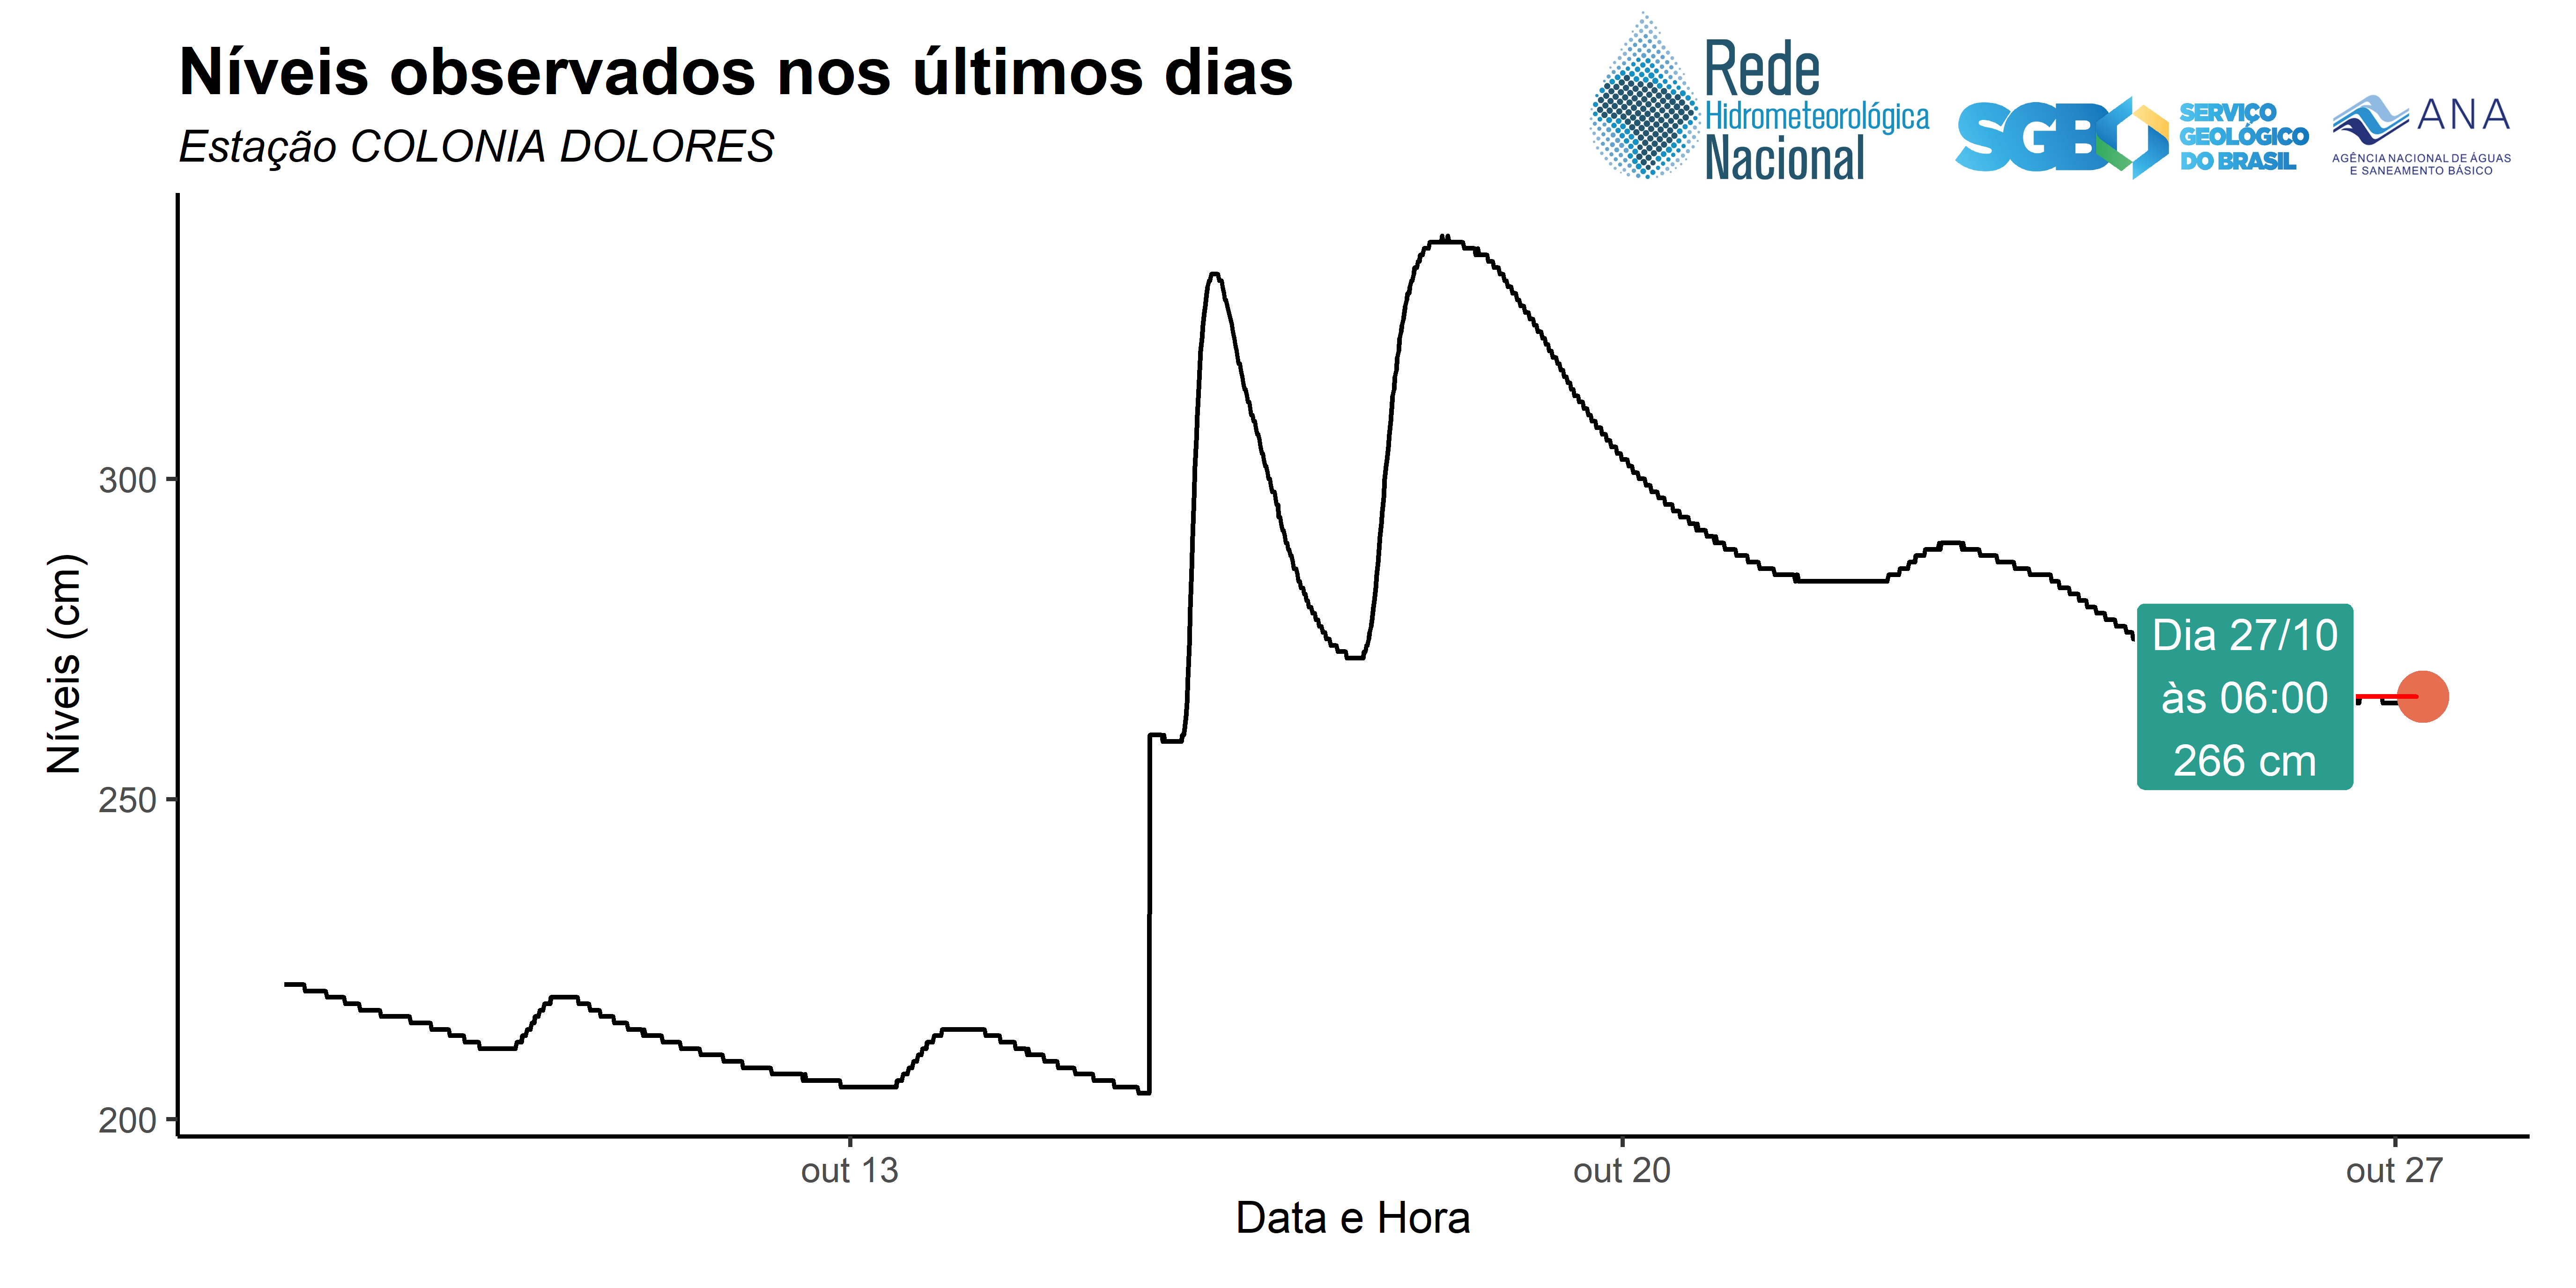 Níveis observados nos últimos dias
Estação COLONIA DOLORES
Rede
Hidrometeorológica
Nacional
SGB
SERVIÇO
GEOLÓGICO
DO BRASIL
ANA
AGÊNCIA NACIONAL DE ÁGUAS
E SANEAMENTO BÁSICO
Níveis (cm)
300
250
200
Dia 27/10
às 06:00
266 cm
out 13
out 20
out 27
Data e Hora